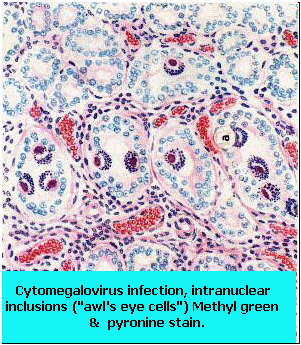 a
Cytomegalovirus infection, intranuclear
inclusions ("awl's eye cells") Methyl green
& pyronine stain.